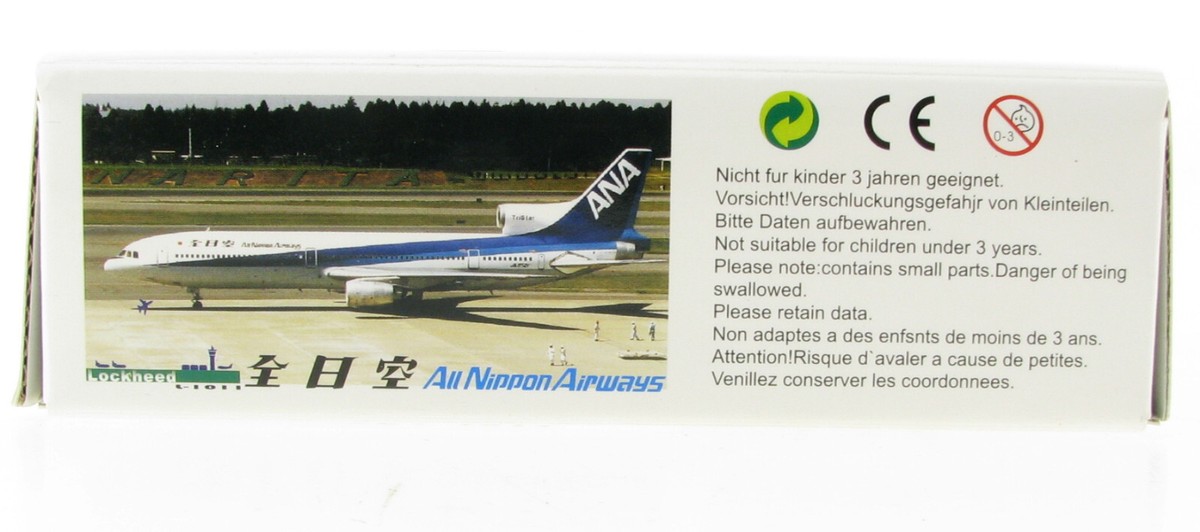 NARITA
ANA
TriStar
全日空 All Nippon Airways
Lockheed
L-1011
全日空 All Nippon Airways
CE
0-3
Nicht fur kinder 3 jahren geeignet.
Vorsicht!Verschluckungsgefahjr von Kleinteilen.
Bitte Daten aufbewahren.
Not suitable for children under 3 years.
Please note:contains small parts.Danger of being
swallowed.
Please retain data.
Non adaptes a des enfsnts de moins de 3 ans.
Attention!Risque d`avaler a cause de petites.
Venillez conserver les coordonnees.